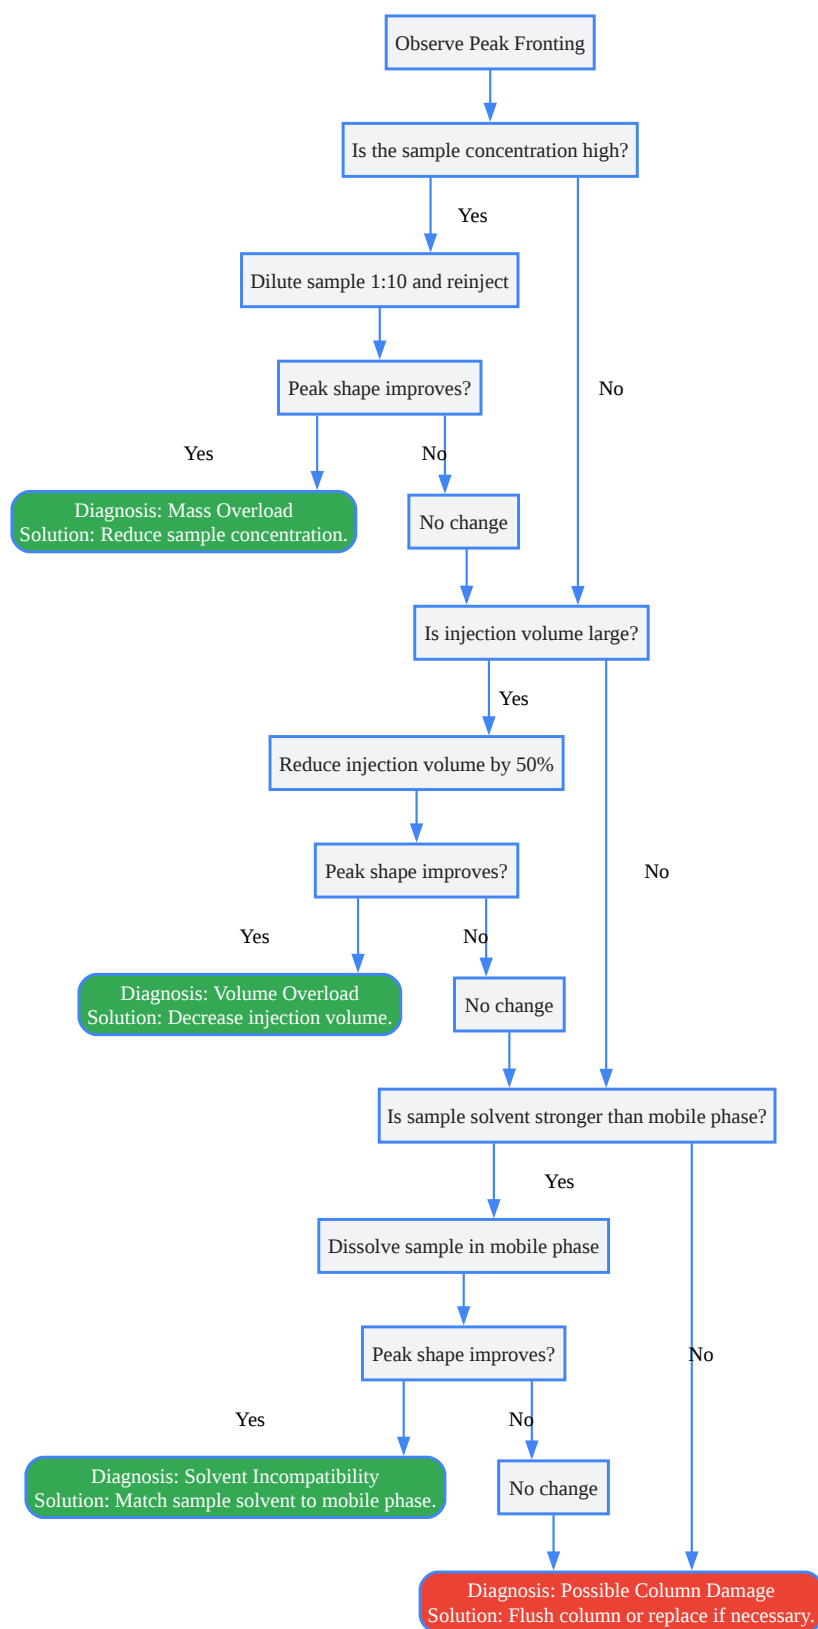 Observe Peak Fronting
Is the sample concentration high?
Yes
Dilute sample 1:10 and reinject
Peak shape improves?
No
Yes
No
Diagnosis: Mass Overload
Solution: Reduce sample concentration.
No change
Is injection volume large?
Yes
Reduce injection volume by 50%
Peak shape improves?
No
Yes
No
Diagnosis: Volume Overload
Solution: Decrease injection volume.
No change
Is sample solvent stronger than mobile phase?
Yes
Dissolve sample in mobile phase
Peak shape improves?
No
Yes
No
Diagnosis: Solvent Incompatibility
Solution: Match sample solvent to mobile phase.
No change
Diagnosis: Possible Column Damage
Solution: Flush column or replace if necessary.